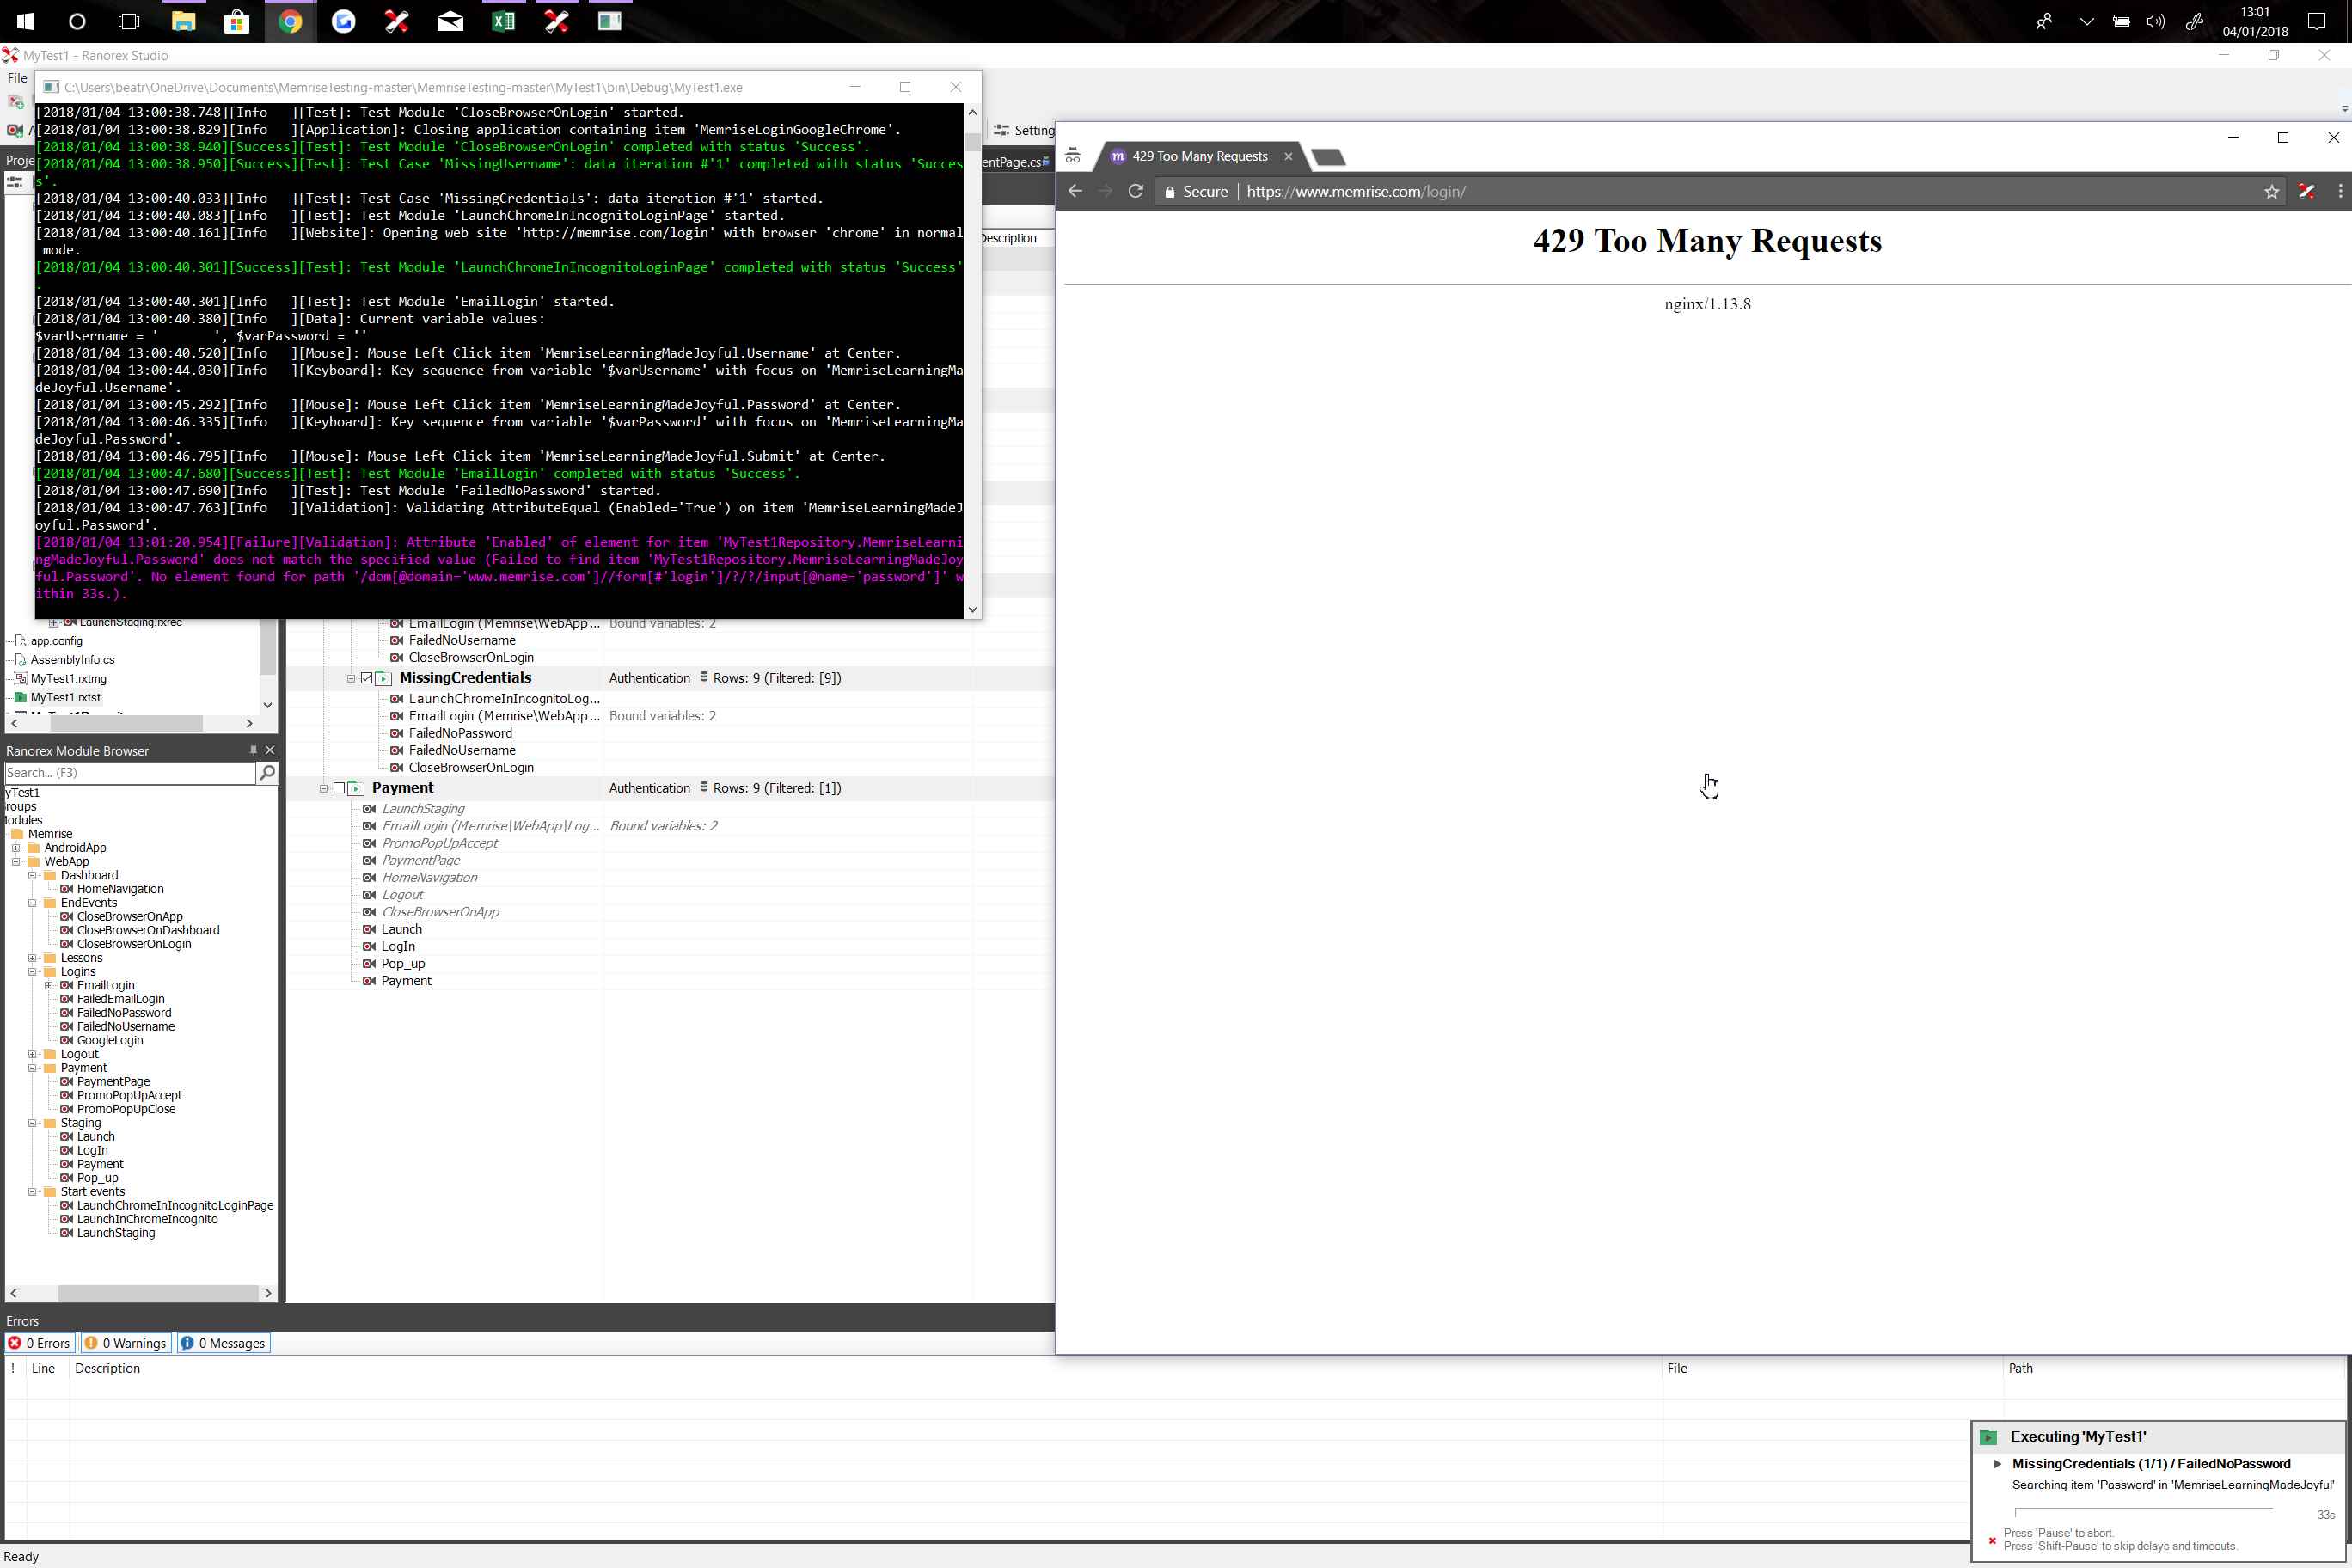 13:01
04/01/2018
MyTest1 - Ranorex Studio
File
C:\Users\beatr\OneDrive\Documents\MemriseTesting-master\MemriseTesting-master\MyTest1\bin\Debug\MyTest1.exe
[2018/01/04 13:00:38.748][Info   ][Test]: Test Module 'CloseBrowserOnLogin' started.
[2018/01/04 13:00:38.829][Info   ][Application]: Closing application containing item 'MemriseLoginGoogleChrome'.
[2018/01/04 13:00:38.940][Success][Test]: Test Module 'CloseBrowserOnLogin' completed with status 'Success'.
[2018/01/04 13:00:38.950][Success][Test]: Test Case 'MissingUsername': data iteration #'1' completed with status 'Succes
s'.
[2018/01/04 13:00:40.033][Info   ][Test]: Test Case 'MissingCredentials': data iteration #'1' started.
[2018/01/04 13:00:40.083][Info   ][Test]: Test Module 'LaunchChromeInIncognitoLoginPage' started.
[2018/01/04 13:00:40.161][Info   ][Website]: Opening web site 'http://memrise.com/login' with browser 'chrome' in normal
mode.
[2018/01/04 13:00:40.301][Success][Test]: Test Module 'LaunchChromeInIncognitoLoginPage' completed with status 'Success'
.
[2018/01/04 13:00:40.301][Info   ][Test]: Test Module 'EmailLogin' started.
[2018/01/04 13:00:40.380][Info   ][Data]: Current variable values:
$varUsername = '       ', $varPassword = ''
[2018/01/04 13:00:40.520][Info   ][Mouse]: Mouse Left Click item 'MemriseLearningMadeJoyful.Username' at Center.
[2018/01/04 13:00:44.030][Info   ][Keyboard]: Key sequence from variable '$varUsername' with focus on 'MemriseLearningMa
deJoyful.Username'.
[2018/01/04 13:00:45.292][Info   ][Mouse]: Mouse Left Click item 'MemriseLearningMadeJoyful.Password' at Center.
[2018/01/04 13:00:46.335][Info   ][Keyboard]: Key sequence from variable '$varPassword' with focus on 'MemriseLearningMa
deJoyful.Password'.
[2018/01/04 13:00:46.795][Info   ][Mouse]: Mouse Left Click item 'MemriseLearningMadeJoyful.Submit' at Center.
[2018/01/04 13:00:47.680][Success][Test]: Test Module 'EmailLogin' completed with status 'Success'.
[2018/01/04 13:00:47.690][Info   ][Test]: Test Module 'FailedNoPassword' started.
[2018/01/04 13:00:47.763][Info   ][Validation]: Validating AttributeEqual (Enabled='True') on item 'MemriseLearningMadeJ
oyful.Password'.
[2018/01/04 13:01:20.954][Failure][Validation]: Attribute 'Enabled' of element for item 'MyTest1Repository.MemriseLearni
ngMadeJoyful.Password' does not match the specified value (Failed to find item 'MyTest1Repository.MemriseLearningMadeJoy
ful.Password'. No element found for path '/dom[@domain='www.memrise.com']//form[#'login']/?/?/input[@name='password']' w
ithin 33s.).
Proje
Setting
entPage.cs
Description
429 Too Many Requests
Secure | https://www.memrise.com/login/
429 Too Many Requests
nginx/1.13.8
LaunchStaging.rxrec
app.config
AssemblyInfo.cs
MyTest1.rxtmg
MyTest1.rxtst
EmailLogin (Memrise\WebApp... Bound variables: 2
FailedNoUsername
CloseBrowserOnLogin
MissingCredentials Authentication Rows: 9 (Filtered: [9])
LaunchChromeInIncognitoLog...
EmailLogin (Memrise\WebApp... Bound variables: 2
FailedNoPassword
FailedNoUsername
CloseBrowserOnLogin
Payment Authentication Rows: 9 (Filtered: [1])
LaunchStaging
EmailLogin (Memrise\WebApp\Log... Bound variables: 2
PromoPopUpAccept
PaymentPage
HomeNavigation
Logout
CloseBrowserOnApp
Launch
LogIn
Pop_up
Payment
Ranorex Module Browser
Search... (F3)
yTest1
roups
Modules
Memrise
AndroidApp
WebApp
Dashboard
HomeNavigation
EndEvents
CloseBrowserOnApp
CloseBrowserOnDashboard
CloseBrowserOnLogin
Lessons
Logins
EmailLogin
FailedEmailLogin
FailedNoPassword
FailedNoUsername
GoogleLogin
Logout
Payment
PaymentPage
PromoPopUpAccept
PromoPopUpClose
Staging
Launch
LogIn
Payment
Pop_up
Start events
LaunchChromeInIncognitoLoginPage
LaunchInChromeIncognito
LaunchStaging
Errors
0 Errors 0 Warnings 0 Messages
! Line Description File Path
Executing 'MyTest1'
MissingCredentials (1/1) / FailedNoPassword
Searching item 'Password' in 'MemriseLearningMadeJoyful'
33s
Press 'Pause' to abort.
Press 'Shift-Pause' to skip delays and timeouts.
Ready